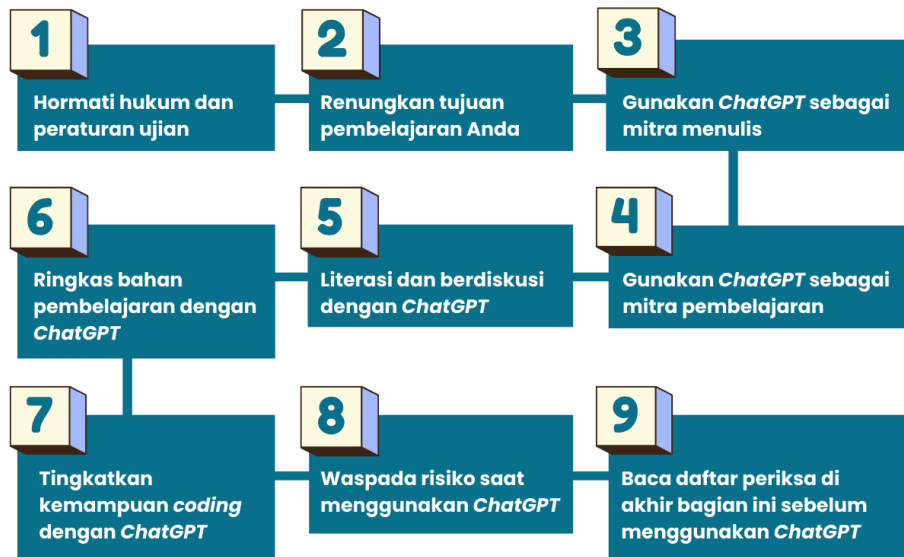 1
Hormati hukum dan
peraturan ujian
2
Renungkan tujuan
pembelajaran Anda
3
Gunakan ChatGPT sebagai
mitra menulis
4
Gunakan ChatGPT sebagai
mitra pembelajaran
5
Literasi dan berdiskusi
dengan ChatGPT
6
Ringkas bahan
pembelajaran dengan
ChatGPT
7
Tingkatkan
kemampuan coding
dengan ChatGPT
8
Waspada risiko saat
menggunakan ChatGPT
9
Baca daftar periksa di
akhir bagian ini sebelum
menggunakan ChatGPT